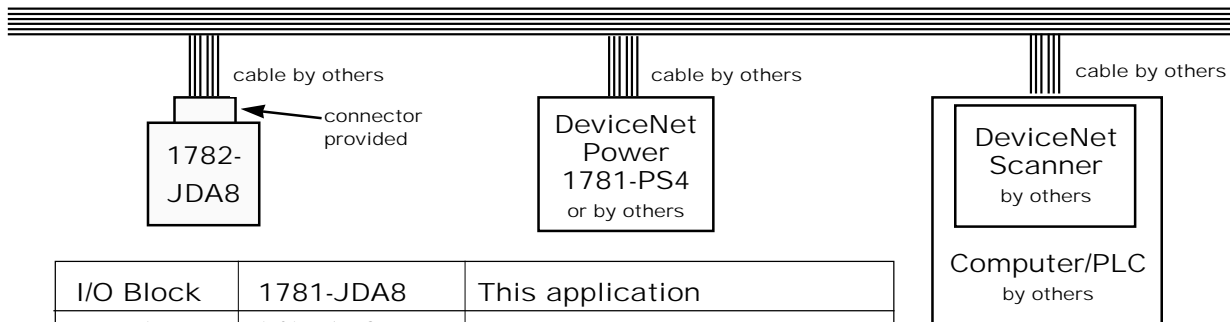 cable by others
cable by others
cable by others
connector
provided
1782-
JDA8
DeviceNet
Power
1781-PS4
or by others
DeviceNet
Scanner
by others
Computer/PLC
by others
I/O Block 1781-JDA8 This application